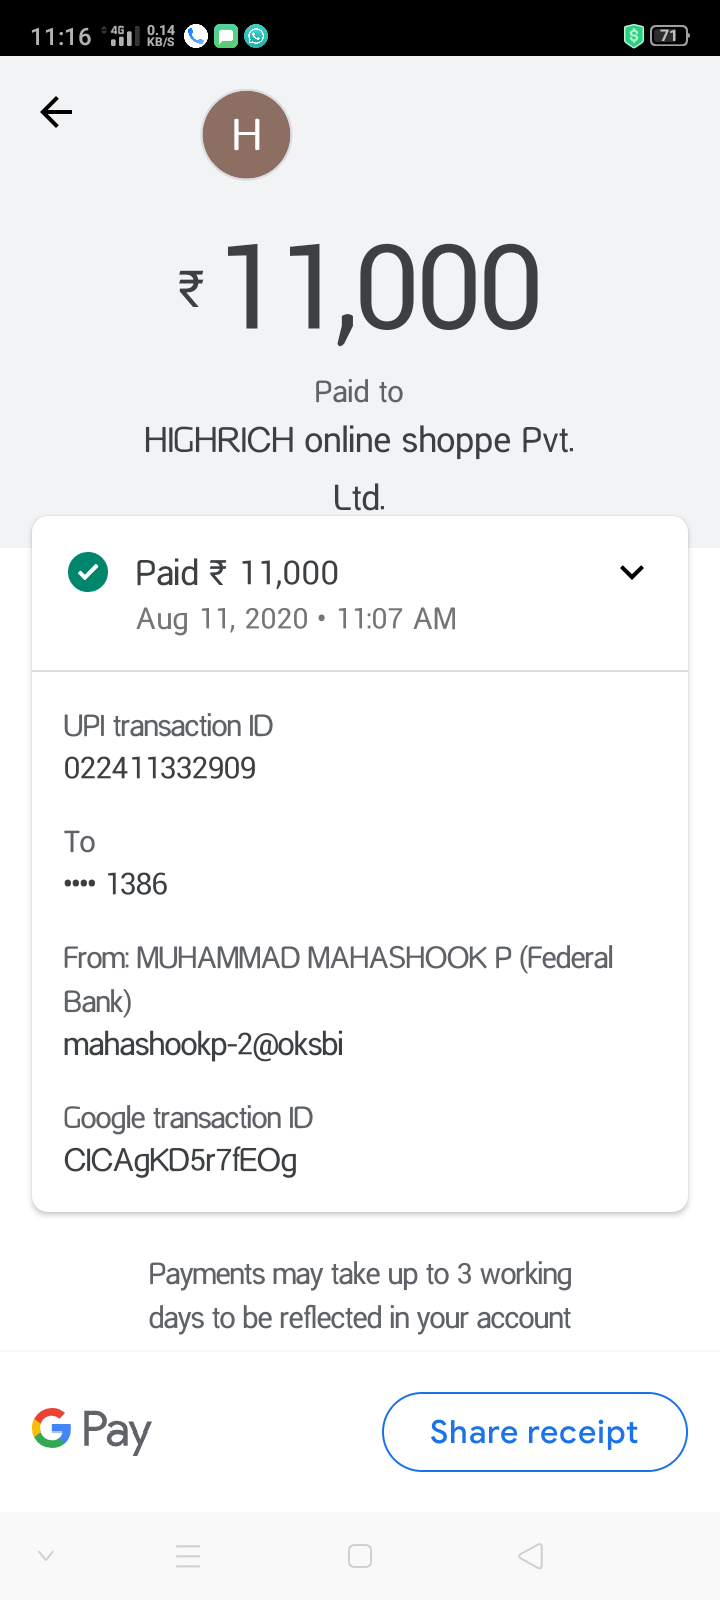 11:16 4G 0.14 KB/S 71
H
₹11,000
Paid to
HIGHRICH online shoppe Pvt.
Ltd.
Paid ₹ 11,000
Aug 11, 2020 • 11:07 AM
UPI transaction ID
022411332909
To
•••• 1386
From: MUHAMMAD MAHASHOOK P (Federal
Bank)
mahashookp-2@oksbi
Google transaction ID
CICAgKD5r7fEOg
Payments may take up to 3 working
days to be reflected in your account
G Pay
Share receipt